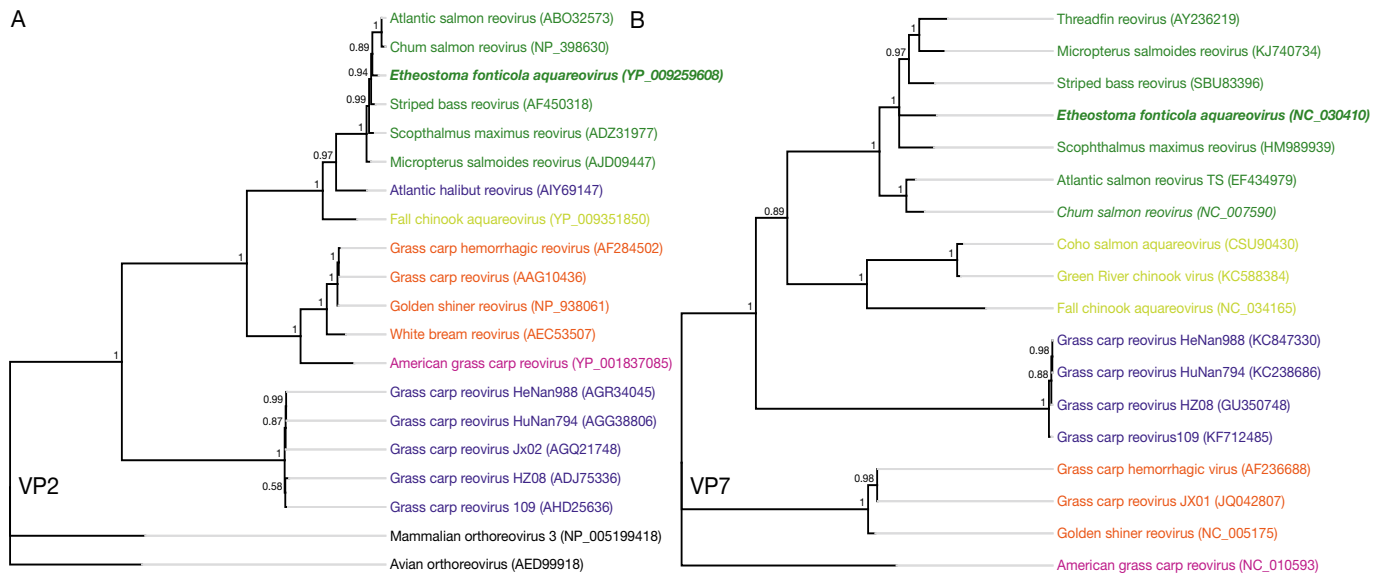 A
Atlantic salmon reovirus (ABO32573)
1
Chum salmon reovirus (NP_398630)
0.89
Etheostoma fonticola aquareovirus (YP_009259608)
0.94
Striped bass reovirus (AF450318)
0.99
Scopthalmus maximus reovirus (ADZ31977)
1
Micropterus salmoides reovirus (AJD09447)
0.97
Atlantic halibut reovirus (AIY69147)
1
Fall chinook aquareovirus (YP_009351850)
Grass carp hemorrhagic reovirus (AF284502)
1
Grass carp reovirus (AAG10436)
1
Golden shiner reovirus (NP_938061)
1
White bream reovirus (AEC53507)
1
American grass carp reovirus (YP_001837085)
1
Grass carp reovirus HeNan988 (AGR34045)
0.99
Grass carp reovirus HuNan794 (AGG38806)
0.87
Grass carp reovirus Jx02 (AGQ21748)
1
Grass carp reovirus HZ08 (ADJ75336)
0.58
Grass carp reovirus 109 (AHD25636)
VP2
Mammalian orthoreovirus 3 (NP_005199418)
Avian orthoreovirus (AED99918)
B
Threadfin reovirus (AY236219)
1
Micropterus salmoides reovirus (KJ740734)
0.97
Striped bass reovirus (SBU83396)
1
Etheostoma fonticola aquareovirus (NC_030410)
Scophthalmus maximus reovirus (HM989939)
1
Atlantic salmon reovirus TS (EF434979)
1
Chum salmon reovirus (NC_007590)
0.89
Coho salmon aquareovirus (CSU90430)
1
Green River chinook virus (KC588384)
1
Fall chinook aquareovirus (NC_034165)
1
Grass carp reovirus HeNan988 (KC847330)
0.98
Grass carp reovirus HuNan794 (KC238686)
0.88
Grass carp reovirus HZ08 (GU350748)
1
Grass carp reovirus109 (KF712485)
Grass carp hemorrhagic virus (AF236688)
0.98
VP7
Grass carp reovirus JX01 (JQ042807)
1
Golden shiner reovirus (NC_005175)
American grass carp reovirus (NC_010593)